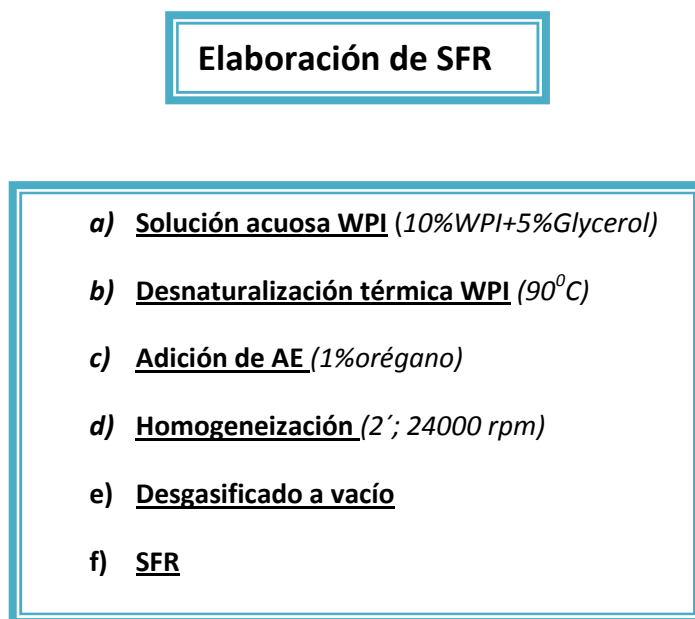 Elaboración de SFR
a) Solución acuosa WPI (10%WPI+5%Glycerol)
b) Desnaturalización térmica WPI (90⁰C)
c) Adición de AE (1%orégano)
d) Homogeneización (2´; 24000 rpm)
e) Desgasificado a vacío
f) SFR